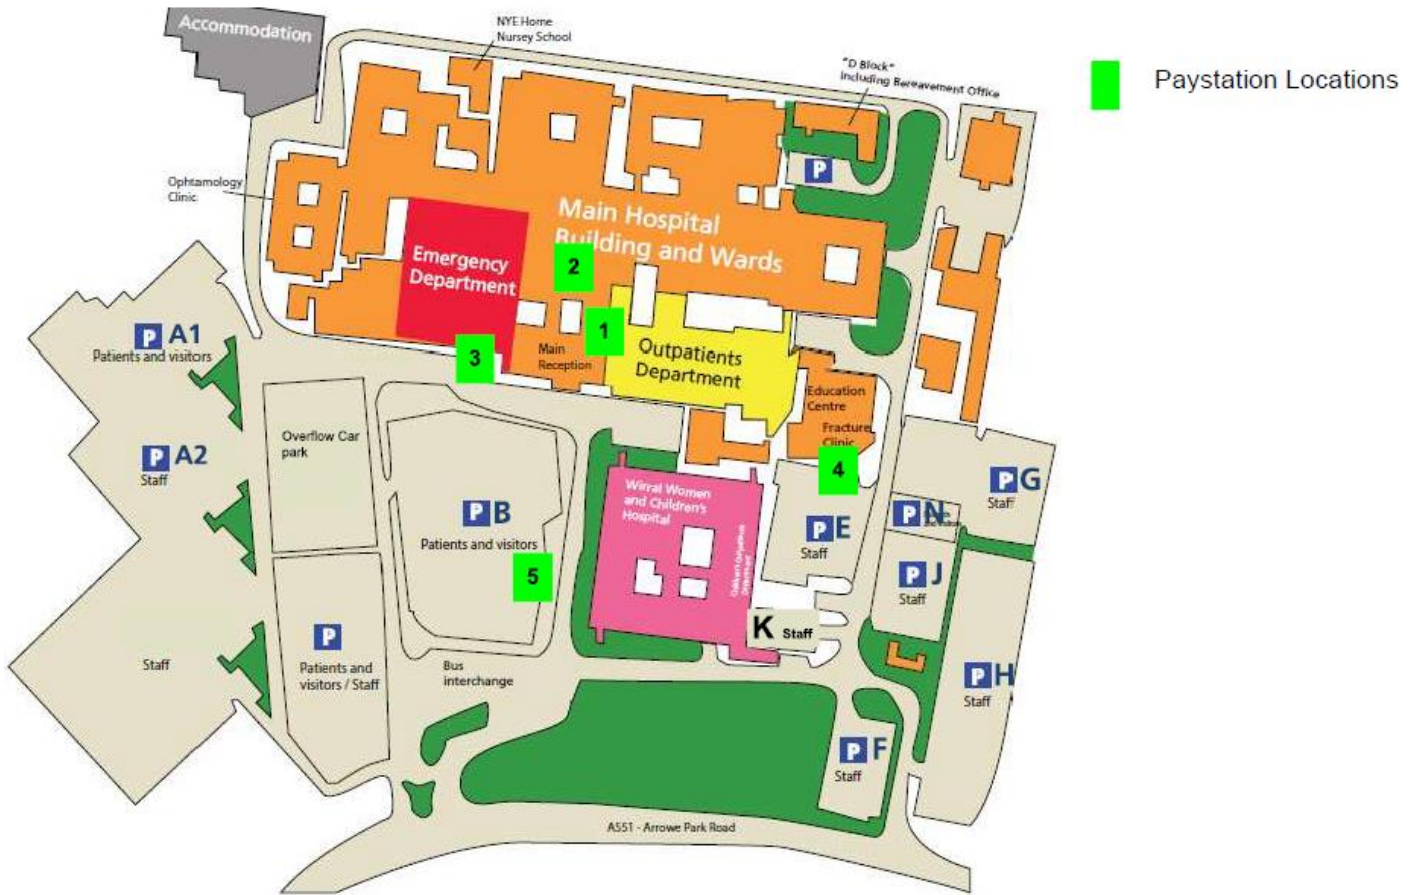 Accommodation
NYE Home
Nursey School
"D Block"
Including Bereavement Office
Paystation Locations
P
Ophtamology
Clinic
Main Hospital
Building and Wards
Emergency
Department
2
1
3
Main
Reception
Outpatients
Department
P A1
Patients and visitors
Education
Centre
Fracture
Clinic
4
Overflow Car
park
P A2
Staff
P B
Patients and visitors
5
Wirral Women
and Children's
Hospital
Children's Outpatients
Department
P E
Staff
P G
Staff
P N
P J
Staff
K Staff
Staff
P
Patients and
visitors / Staff
Bus
interchange
P H
Staff
P F
Staff
A551 - Arrowe Park Road